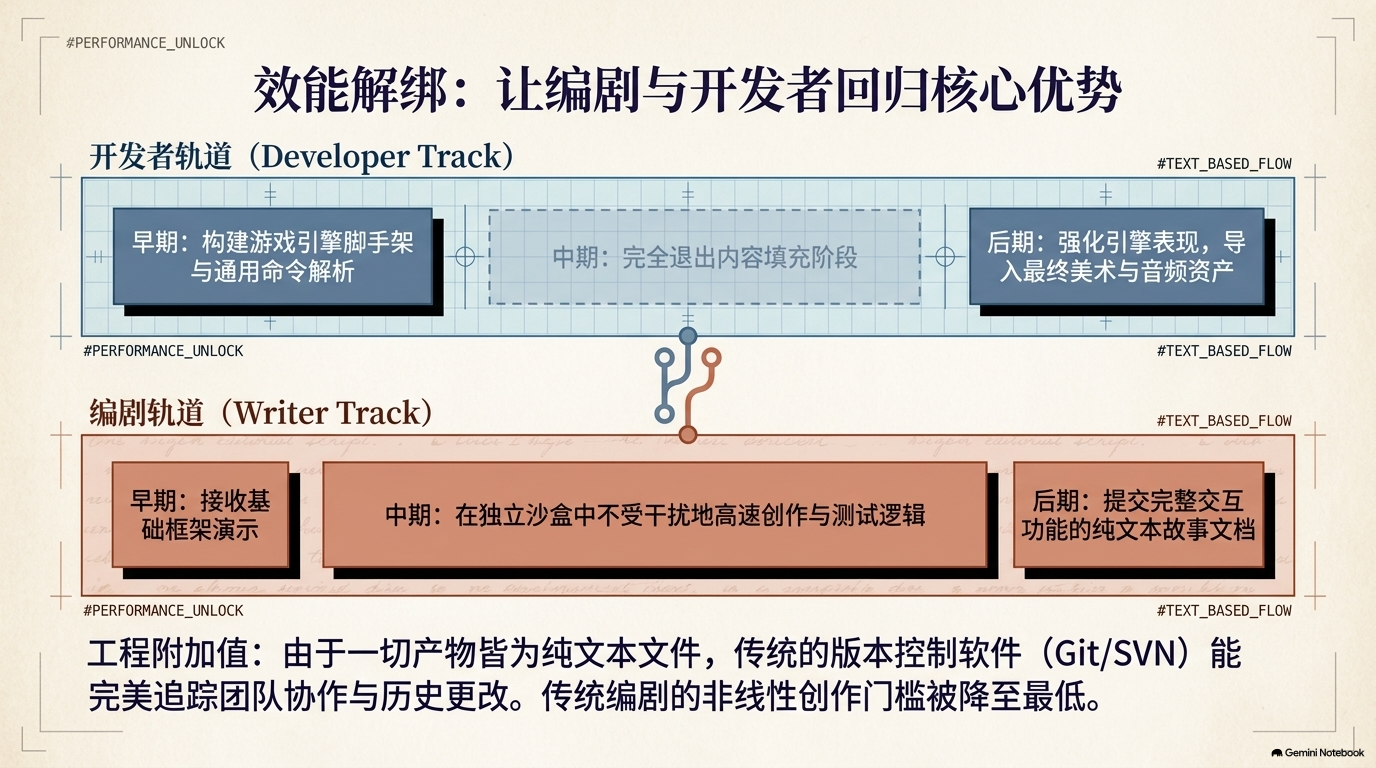 #PERFORMANCE_UNLOCK
效能解绑：让编剧与开发者回归核心优势
开发者轨道（Developer Track）
#TEXT_BASED_FLOW
早期：构建游戏引擎脚手架
与通用命令解析
中期：完全退出内容填充阶段
后期：强化引擎表现，导
入最终美术与音频资产
#PERFORMANCE_UNLOCK
#TEXT_BASED_FLOW
编剧轨道（Writer Track）
#TEXT_BASED_FLOW
早期：接收基
础框架演示
中期：在独立沙盒中不受干扰地高速创作与测试逻辑
后期：提交完整交互
功能的纯文本故事文档
#PERFORMANCE_UNLOCK
#TEXT_BASED_FLOW
工程附加值：由于一切产物皆为纯文本文件，传统的版本控制软件（Git/SVN）能
完美追踪团队协作与历史更改。传统编剧的非线性创作门槛被降至最低。
Gemini Notebook